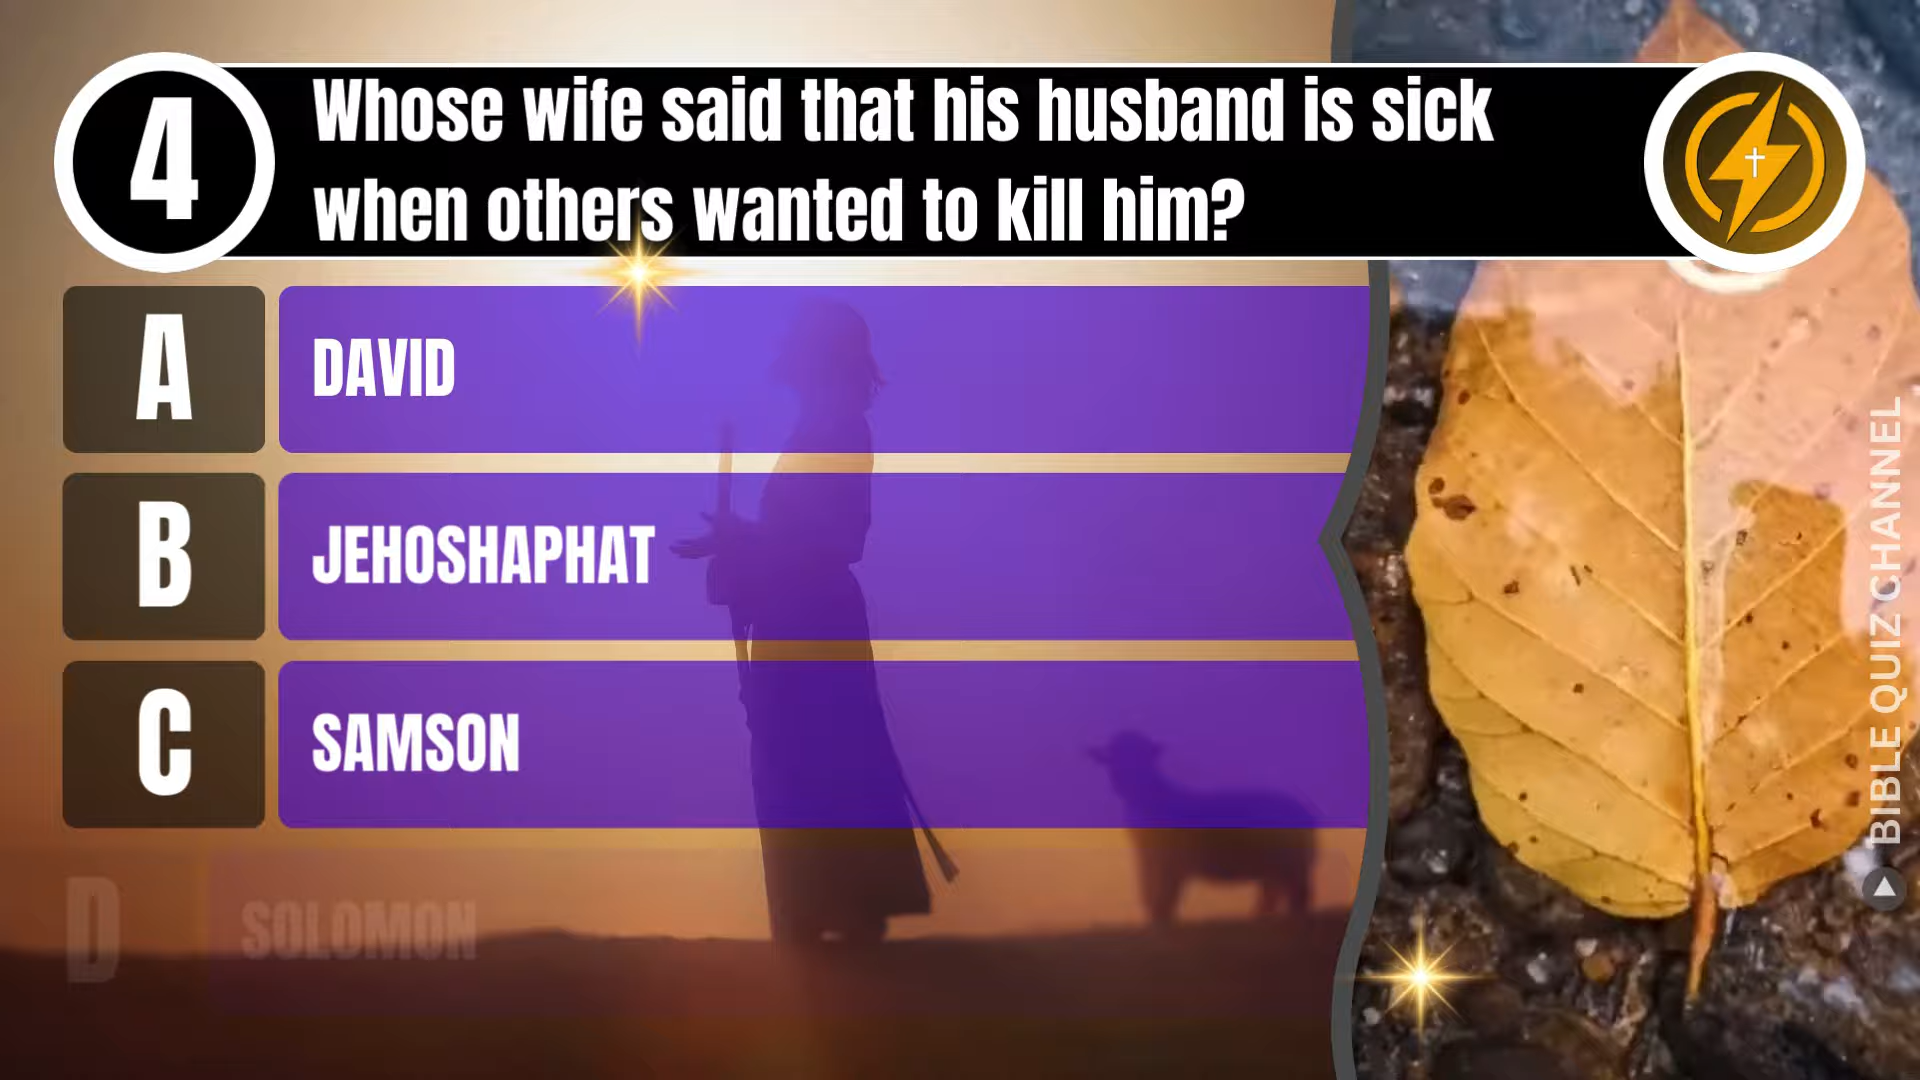 4
Whose wife said that his husband is sick
when others wanted to kill him?
A
DAVID
B
JEHOSHAPHAT
C
SAMSON
D
SOLOMON
BIBLE QUIZ CHANNEL